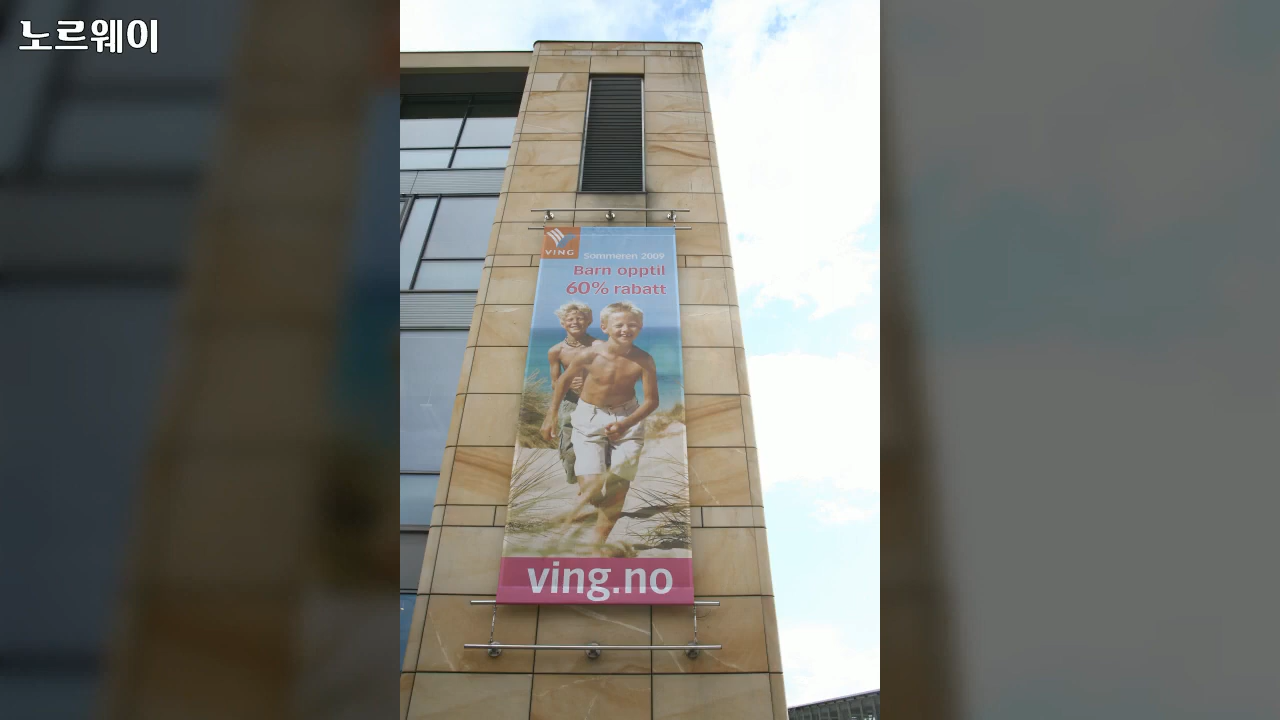 노르웨이
VING
Sommeren 2009
Barn opptil
60% rabatt
ving.no